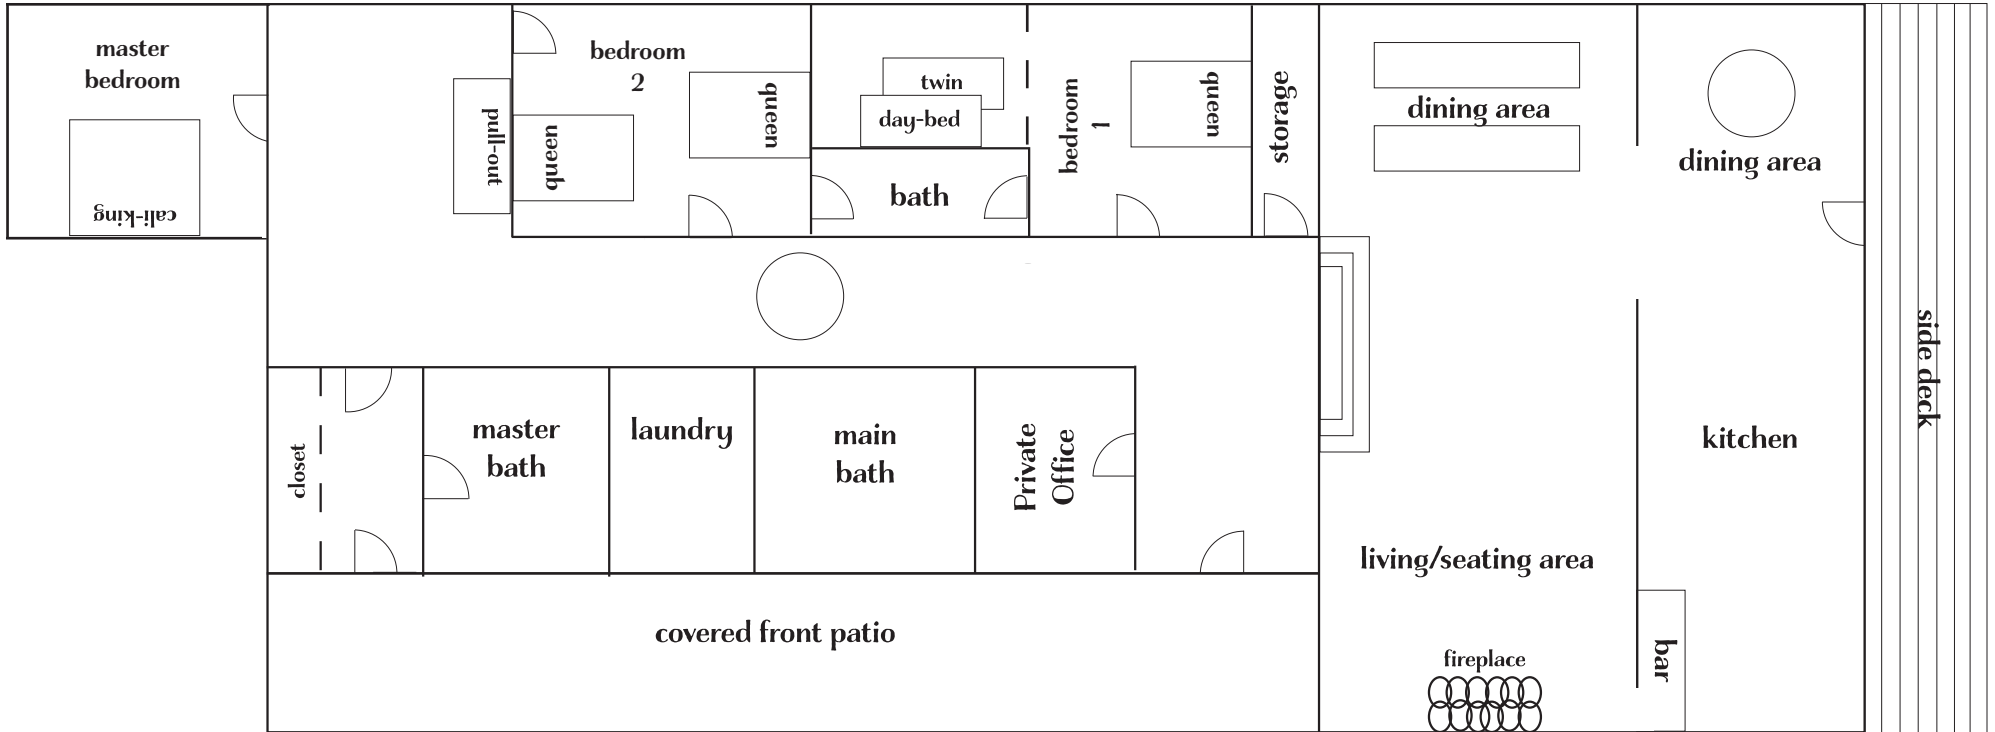 master
bedroom
cali-king
pull-out
bedroom
2
queen
queen
twin
day-bed
bath
bedroom
1
queen
storage
dining area
dining area
closet
master
bath
laundry
main
bath
Private
Office
living/seating area
kitchen
side deck
covered front patio
fireplace
bar